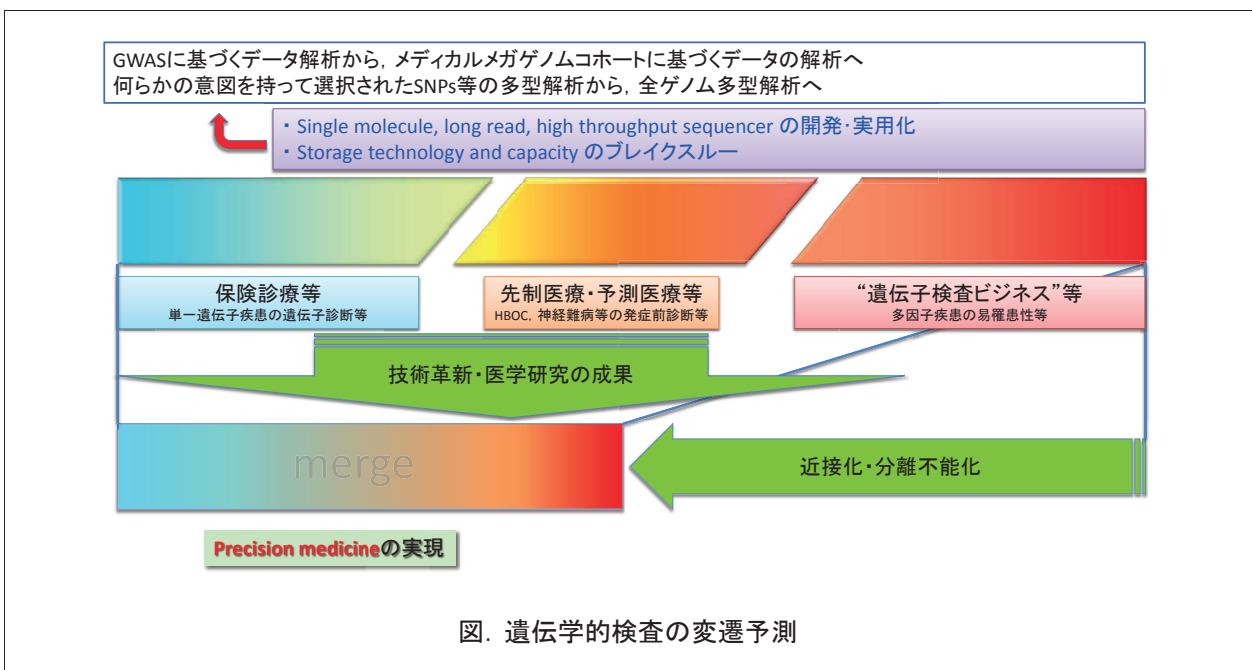 GWASに基づくデータ解析から，メディカルメガゲノムコホートに基づくデータの解析へ
何らかの意図を持って選択されたSNPs等の多型解析から，全ゲノム多型解析へ
・Single molecule, long read, high throughput sequencer の開発・実用化
・Storage technology and capacity のブレイクスルー
保険診療等
単一遺伝子疾患の遺伝子診断等
先制医療・予測医療等
HBOC，神経難病等の発症前診断等
“遺伝子検査ビジネス”等
多因子疾患の易罹患性等
技術革新・医学研究の成果
merge
近接化・分離不能化
Precision medicineの実現
図．遺伝学的検査の変遷予測